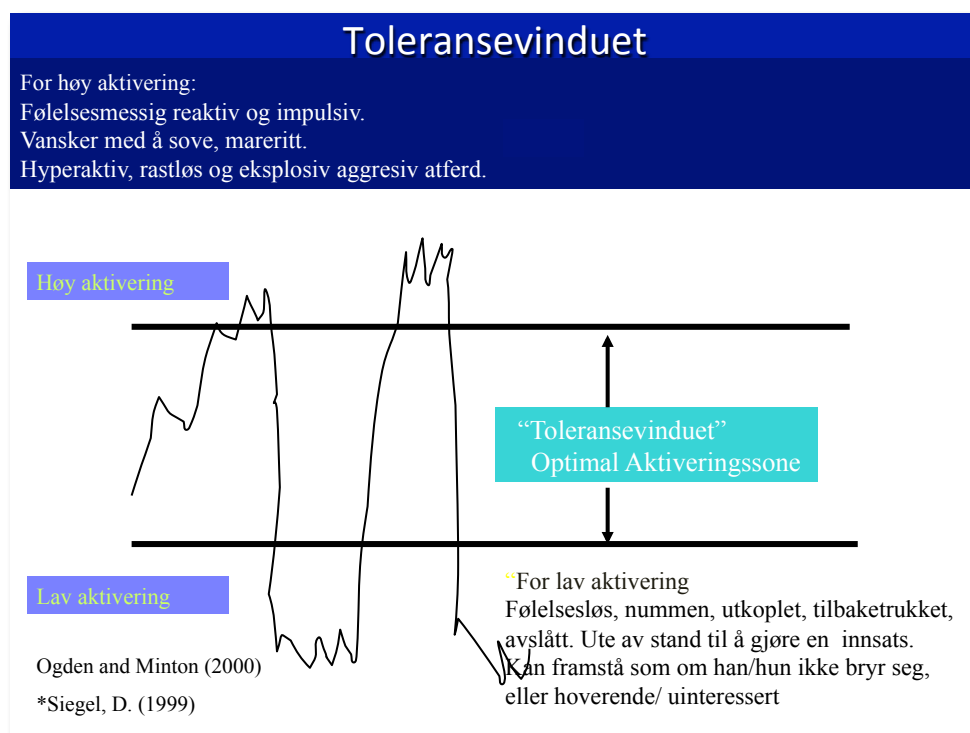 Toleransevinduet
For høy aktivering:
Følelsesmessig reaktiv og impulsiv.
Vansker med å sove, mareritt.
Hyperaktiv, rastløs og eksplosiv aggresiv atferd.
Høy aktivering
“Toleransevinduet”
Optimal Aktiveringssone
Lav aktivering
“For lav aktivering
Følelsesløs, nummen, utkoplet, tilbaketrukket,
avslått. Ute av stand til å gjøre en innsats.
Kan framstå som om han/hun ikke bryr seg,
eller hoverende/ uinteressert
Ogden and Minton (2000)
*Siegel, D. (1999)